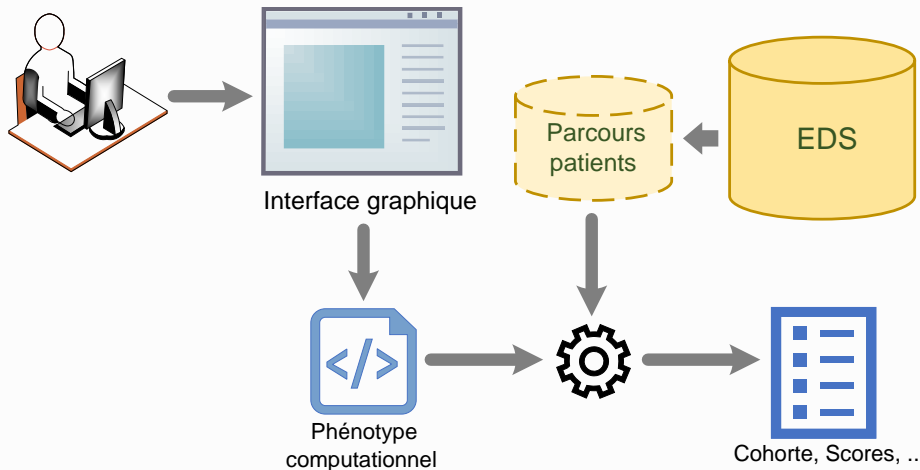 Parcours
patients
EDS
Interface graphique
</>
Phénotype
computationnel
Cohorte, Scores, ..